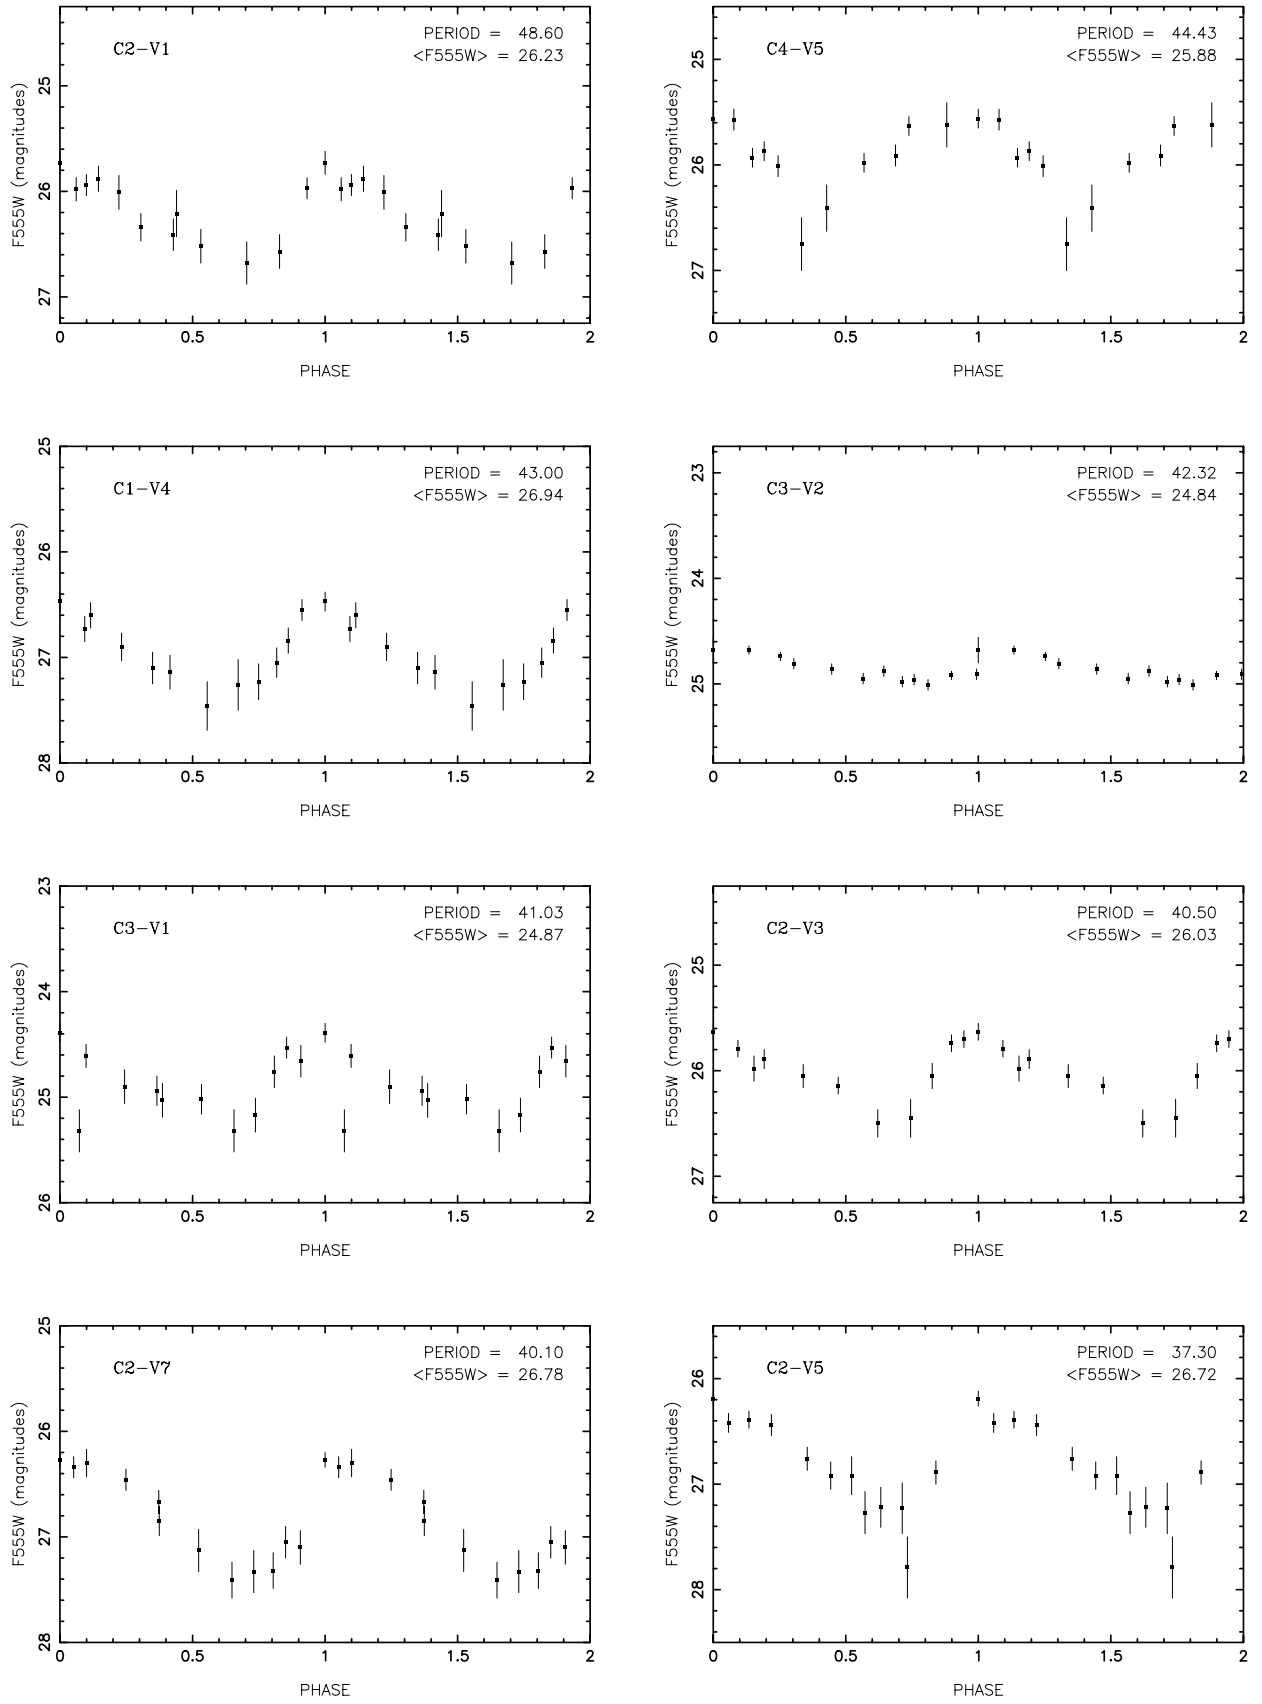 C2-V1
PERIOD = 48.60
<F555W> = 26.23
25
26
27
F555W (magnitudes)
0 0.5 1 1.5 2
PHASE
C4-V5
PERIOD = 44.43
<F555W> = 25.88
25
26
27
F555W (magnitudes)
0 0.5 1 1.5 2
PHASE
C1-V4
PERIOD = 43.00
<F555W> = 26.94
25
26
27
28
F555W (magnitudes)
0 0.5 1 1.5 2
PHASE
C3-V2
PERIOD = 42.32
<F555W> = 24.84
23
24
25
F555W (magnitudes)
0 0.5 1 1.5 2
PHASE
C3-V1
PERIOD = 41.03
<F555W> = 24.87
23
24
25
26
F555W (magnitudes)
0 0.5 1 1.5 2
PHASE
C2-V3
PERIOD = 40.50
<F555W> = 26.03
25
26
27
F555W (magnitudes)
0 0.5 1 1.5 2
PHASE
C2-V7
PERIOD = 40.10
<F555W> = 26.78
25
26
27
28
F555W (magnitudes)
0 0.5 1 1.5 2
PHASE
C2-V5
PERIOD = 37.30
<F555W> = 26.72
26
27
28
F555W (magnitudes)
0 0.5 1 1.5 2
PHASE